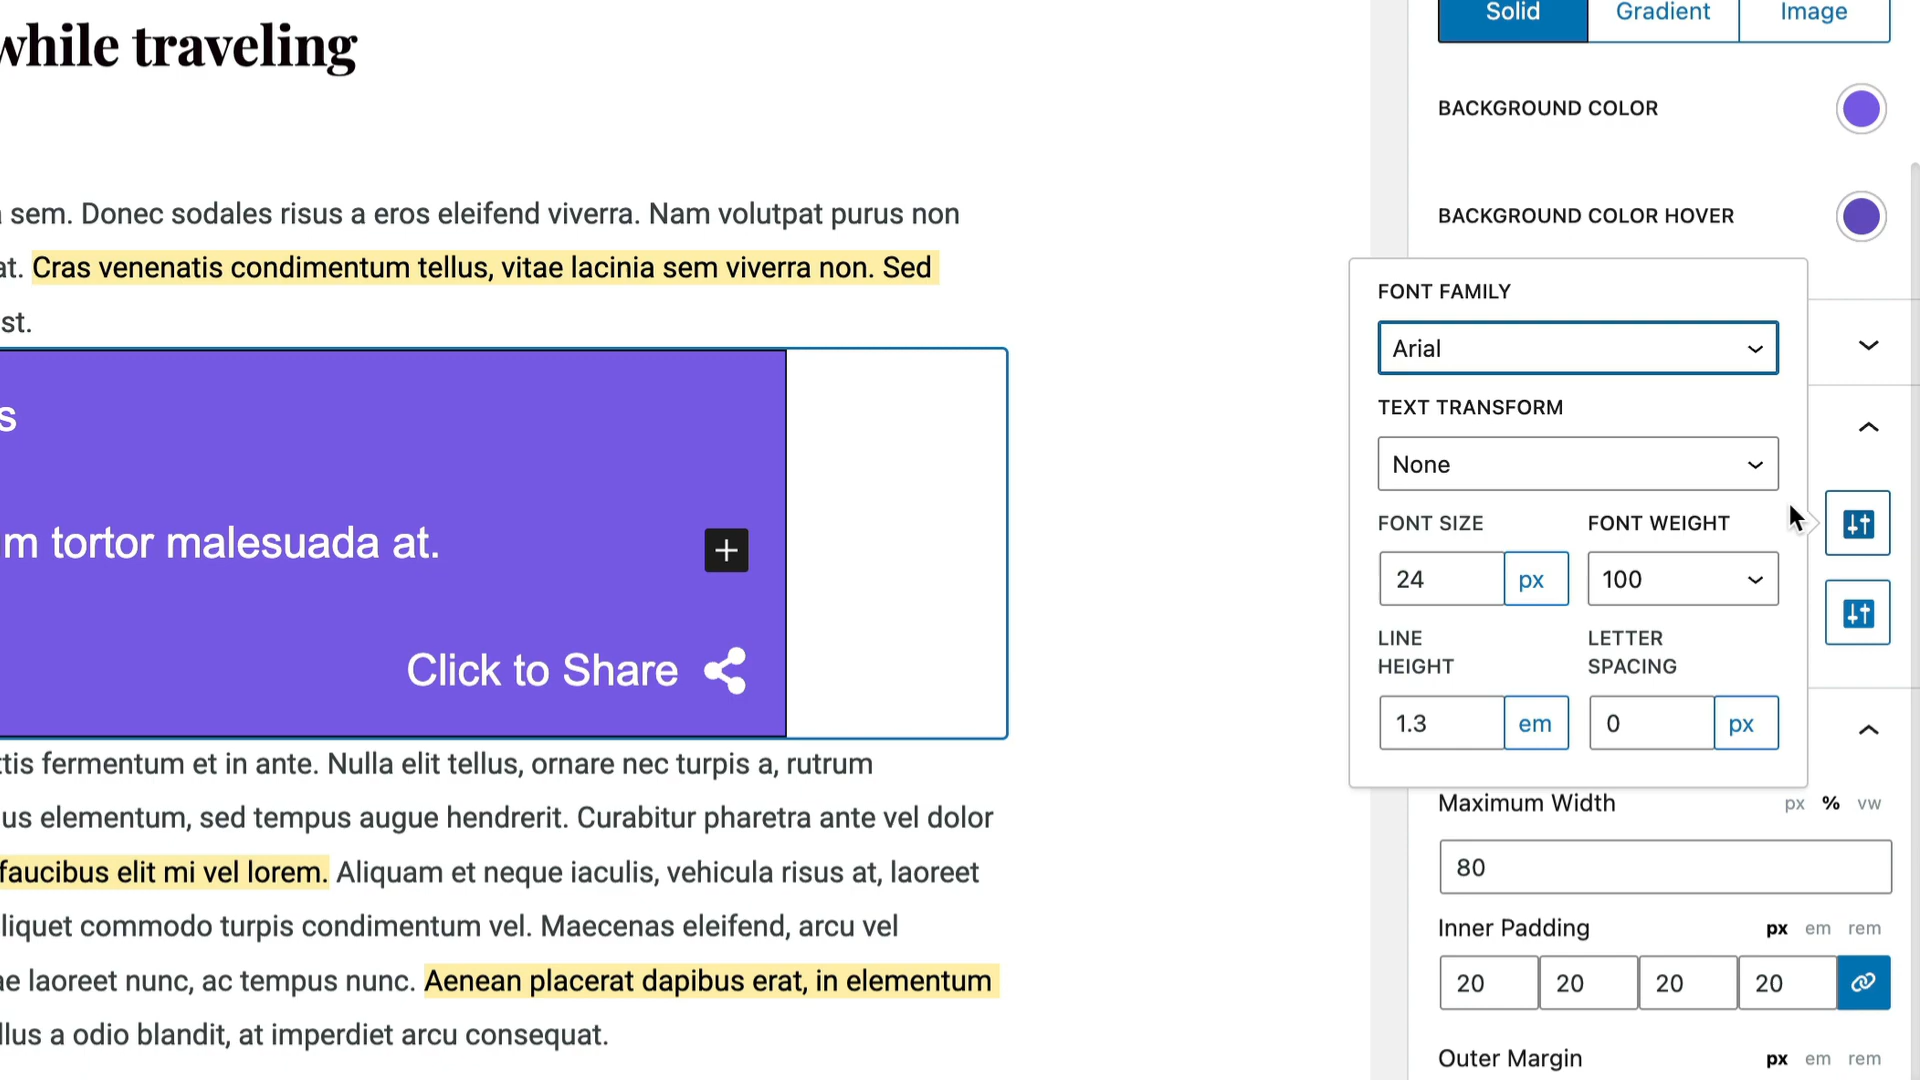 while traveling
a sem. Donec sodales risus a eros eleifend viverra. Nam volutpat purus non
at. Cras venenatis condimentum tellus, vitae lacinia sem viverra non. Sed
st.
s
m tortor malesuada at.
Click to Share
ttis fermentum et in ante. Nulla elit tellus, ornare nec turpis a, rutrum
us elementum, sed tempus augue hendrerit. Curabitur pharetra ante vel dolor
faucibus elit mi vel lorem. Aliquam et neque iaculis, vehicula risus at, laoreet
liquet commodo turpis condimentum vel. Maecenas eleifend, arcu vel
ae laoreet nunc, ac tempus nunc. Aenean placerat dapibus erat, in elementum
llus a odio blandit, at imperdiet arcu consequat.
Solid Gradient Image
BACKGROUND COLOR
BACKGROUND COLOR HOVER
FONT FAMILY
Arial
TEXT TRANSFORM
None
FONT SIZE FONT WEIGHT
24 px 100
LINE HEIGHT LETTER SPACING
1.3 em 0 px
Maximum Width px % vw
80
Inner Padding px em rem
20 20 20 20
Outer Margin px em rem